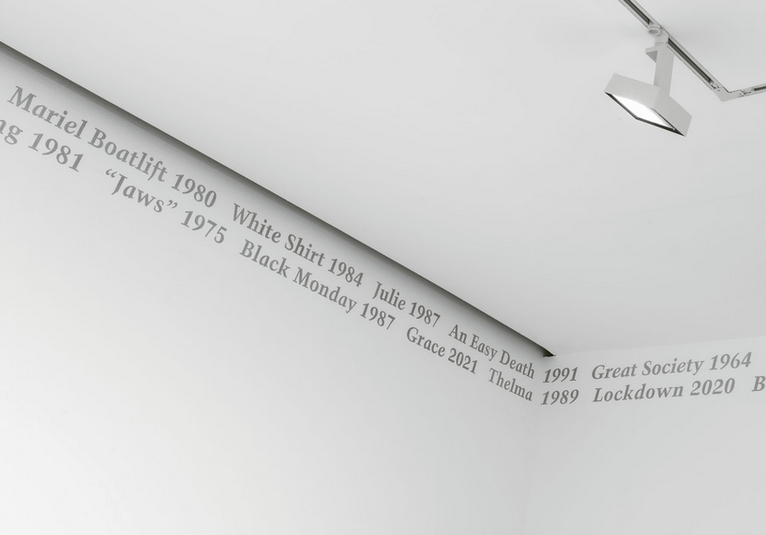 Mariel Boatlift 1980 White Shirt 1984 Julie 1987 An Easy Death 1991 Great Society 1964
ng 1981 “Jaws” 1975 Black Monday 1987 Grace 2021 Thelma 1989 Lockdown 2020 B